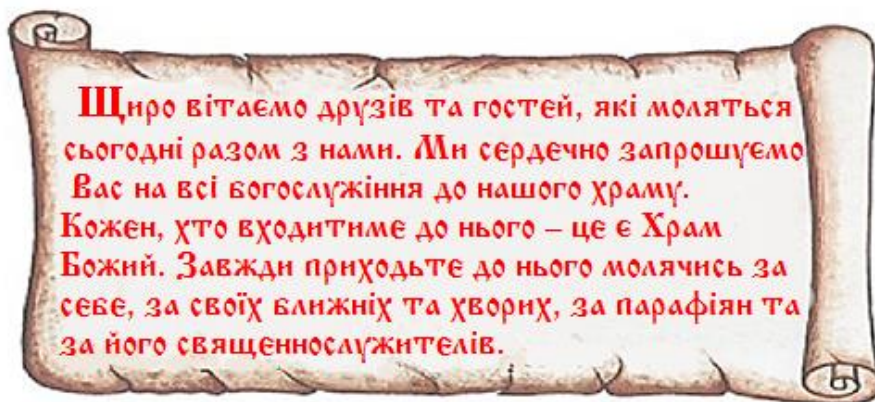 Щиро вітаємо друзів та гостей, які моляться
сьогодні разом з нами. Ми сердечно запрошуємо
Вас на всі богослужіння до нашого храму.
Кожен, хто входитиме до нього – це є Храм
Божий. Завжди приходьте до нього молячись за
себе, за своїх ближніх та хворих, за парафіян та
за його священнослужителів.